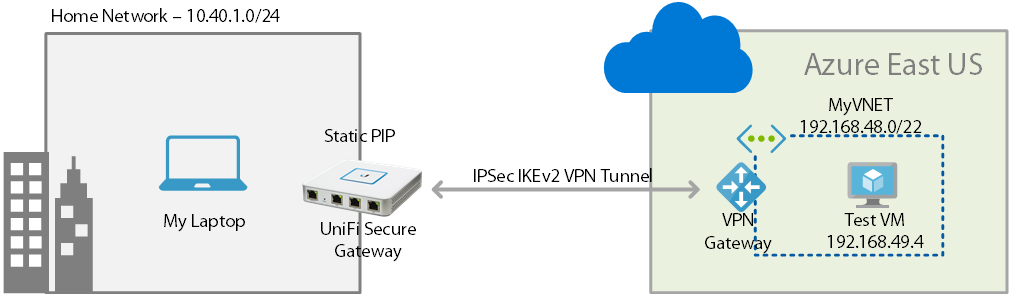 Home Network – 10.40.1.0/24
Static PIP
My Laptop
UniFi Secure
Gateway
IPSec IKEv2 VPN Tunnel
Azure East US
MyVNET
192.168.48.0/22
VPN
Gateway
Test VM
192.168.49.4